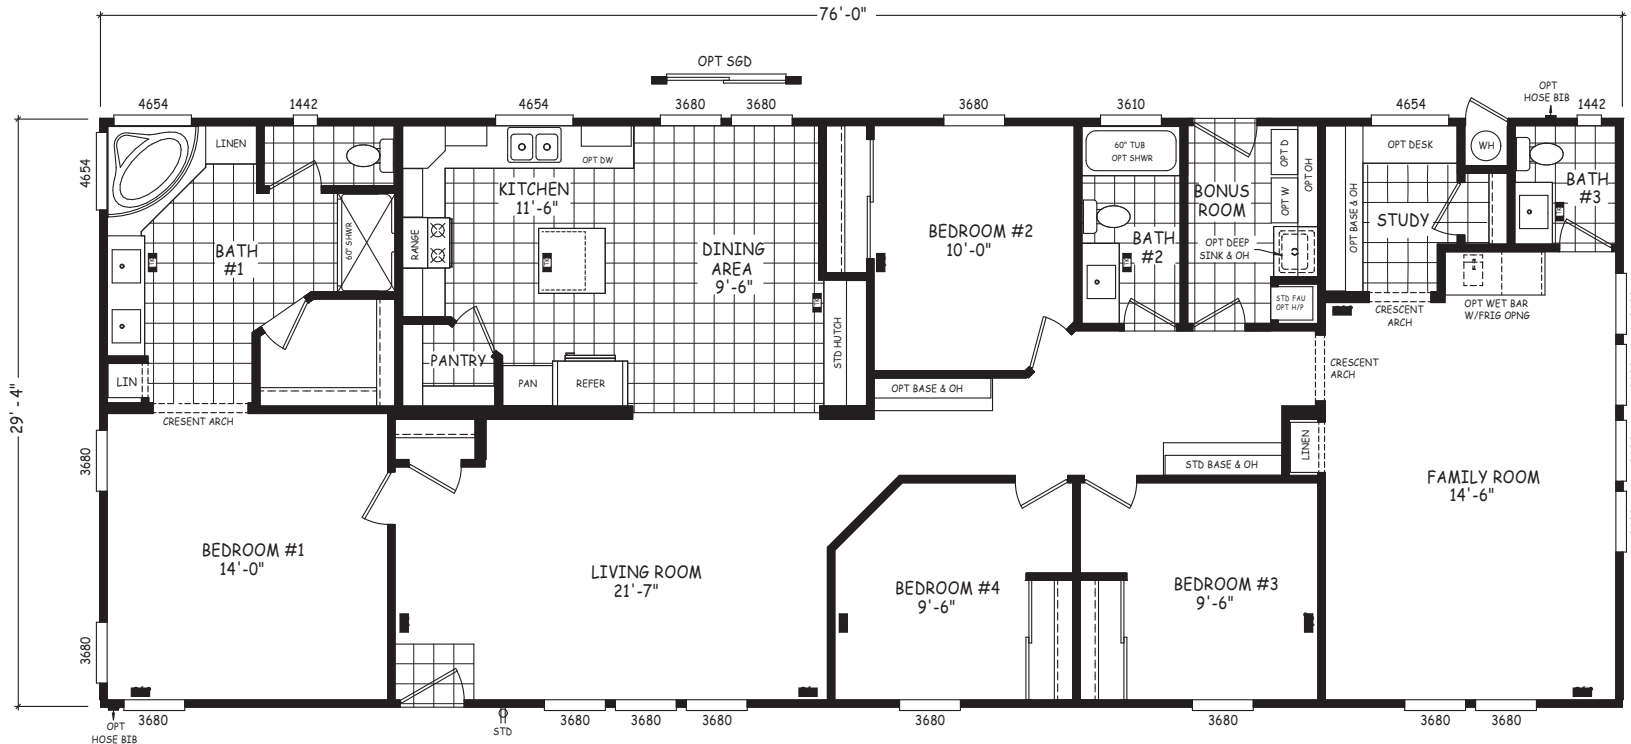 76'-0"
OPT SGD
4654
1442
4654
3680
3680
3680
3610
4654
OPT
HOSE BIB
1442
4654
LINEN
OPT DW
KITCHEN
11'-6"
RANGE
60" SHWR
BATH
#1
DINING
AREA
9'-6"
BEDROOM #2
10'-0"
60" TUB
OPT SHWR
BATH
#2
BONUS
ROOM
OPT D
OPT W
OPT OH
OPT DEEP
SINK & OH
STD FAU
OPT H/P
OPT DESK
OPT BASE & OH
STUDY
WH
BATH
#3
CRESCENT
ARCH
OPT WET BAR
W/FRIG OPNG
PANTRY
PAN
REFER
STD HUTCH
OPT BASE & OH
CRESCENT
ARCH
LIN
CRESENT ARCH
29'-4"
3680
BEDROOM #1
14'-0"
LIVING ROOM
21'-7"
STD BASE & OH
LINEN
FAMILY ROOM
14'-6"
BEDROOM #4
9'-6"
BEDROOM #3
9'-6"
3680
3680
OPT
HOSE BIB
STD
3680
3680
3680
3680
3680
3680
3680